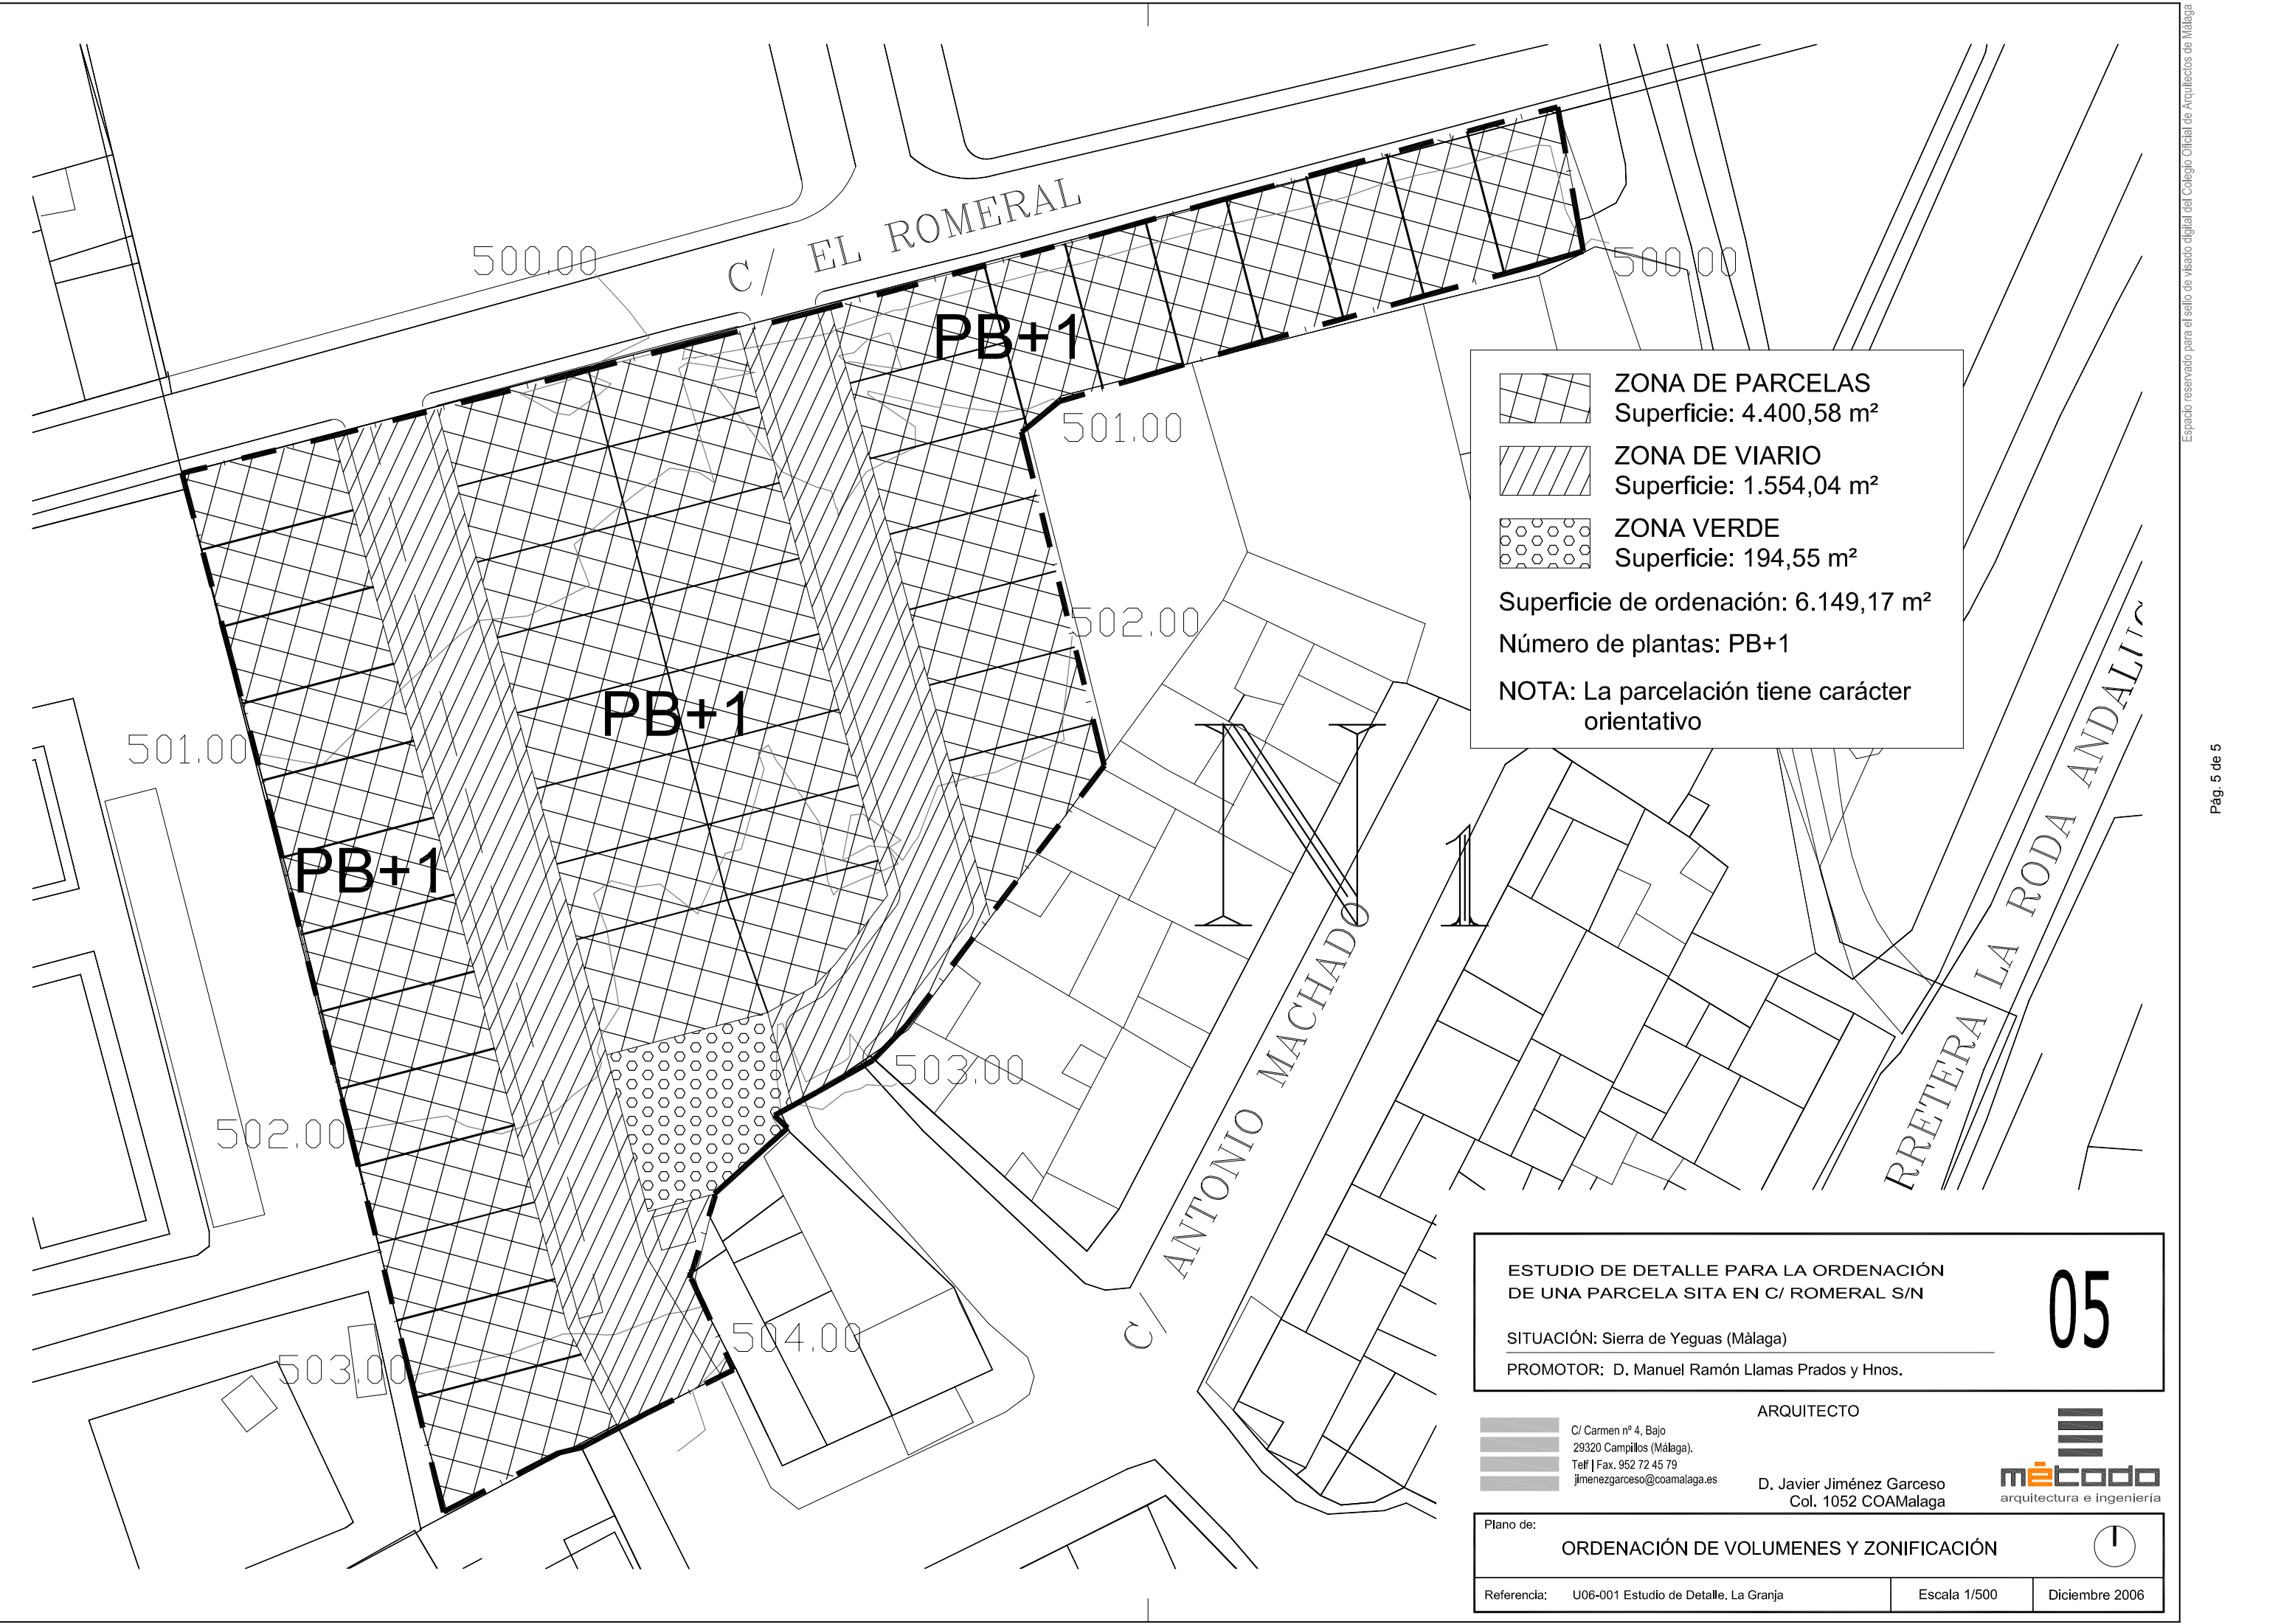 Espacio reservado para el sello de visado digital del Colegio Oficial de Arquitectos de Málaga
Pág. 5 de 5
C/ EL ROMERAL
500.00
500.00
PB+1
501.00
502.00
PB+1
501.00
PB+1
502.00
503.00
503.00
504.00
N 1
C/ ANTONIO MACHADO
RRETERA LA RODA ANDALUC
ZONA DE PARCELAS
Superficie: 4.400,58 m²
ZONA DE VIARIO
Superficie: 1.554,04 m²
ZONA VERDE
Superficie: 194,55 m²
Superficie de ordenación: 6.149,17 m²
Número de plantas: PB+1
NOTA: La parcelación tiene carácter
orientativo
ESTUDIO DE DETALLE PARA LA ORDENACIÓN
DE UNA PARCELA SITA EN C/ ROMERAL S/N
05
SITUACIÓN: Sierra de Yeguas (Màlaga)
PROMOTOR: D. Manuel Ramón Llamas Prados y Hnos.
ARQUITECTO
C/ Carmen nº 4, Bajo
29320 Campillos (Málaga).
Telf | Fax. 952 72 45 79
jimenezgarceso@coamalaga.es
D. Javier Jiménez Garceso
Col. 1052 COAMalaga
método
arquitectura e ingeniería
Plano de:
ORDENACIÓN DE VOLUMENES Y ZONIFICACIÓN
Referencia: U06-001 Estudio de Detalle. La Granja
Escala 1/500
Diciembre 2006